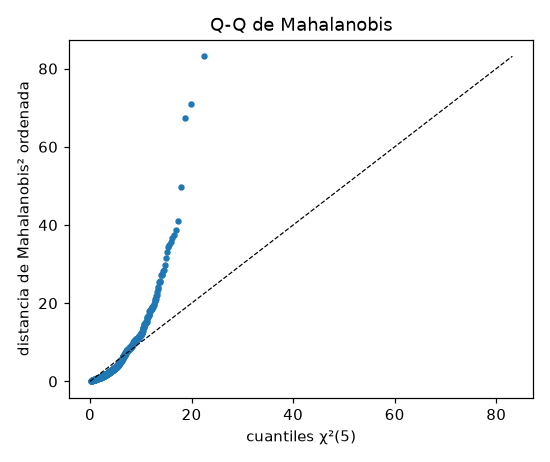 Q-Q de Mahalanobis
distancia de Mahalanobis² ordenada
80
60
40
20
0
0 20 40 60 80
cuantiles χ²(5)